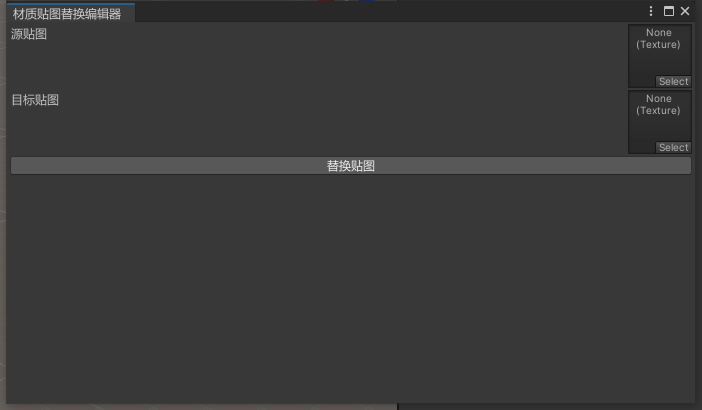 材质贴图替换编辑器
源贴图
None
(Texture)
Select
目标贴图
None
(Texture)
Select
替换贴图